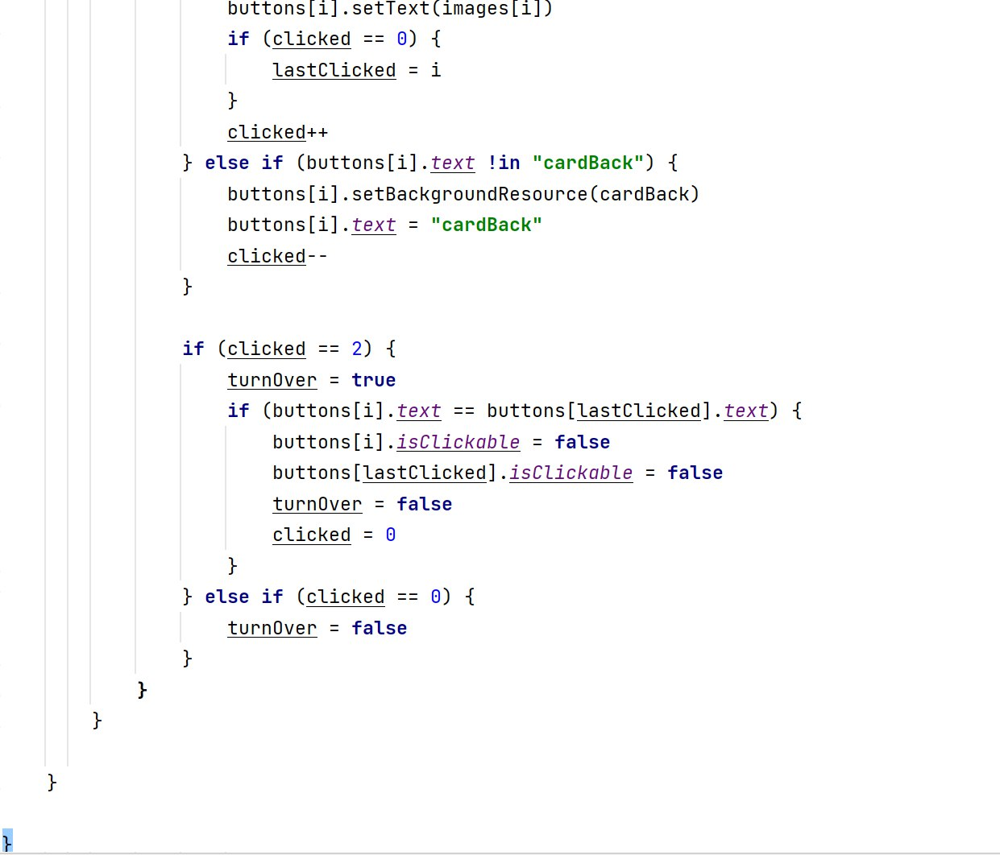 buttons[i].setText(images[i])
if (clicked == 0) {
lastClicked = i
}
clicked++
} else if (buttons[i].text !in "cardBack") {
buttons[i].setBackgroundResource(cardBack)
buttons[i].text = "cardBack"
clicked--
}
if (clicked == 2) {
turnOver = true
if (buttons[i].text == buttons[lastClicked].text) {
buttons[i].isClickable = false
buttons[lastClicked].isClickable = false
turnOver = false
clicked = 0
}
} else if (clicked == 0) {
turnOver = false
}
}
}
}
}